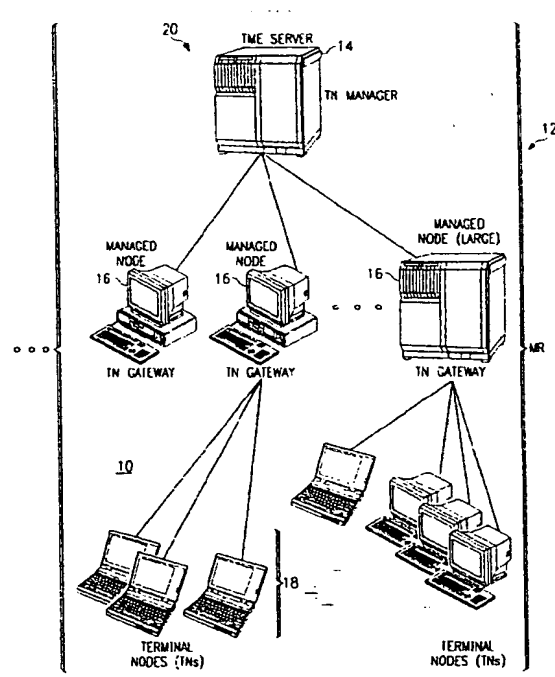 20
TME SERVER
14
TN MANAGER
12
MANAGED NODE
16
MANAGED NODE
16
MANAGED NODE (LARGE)
16
TN GATEWAY
TN GATEWAY
TN GATEWAY
MR
10
18
TERMINAL NODES (TNs)
TERMINAL NODES (TNs)